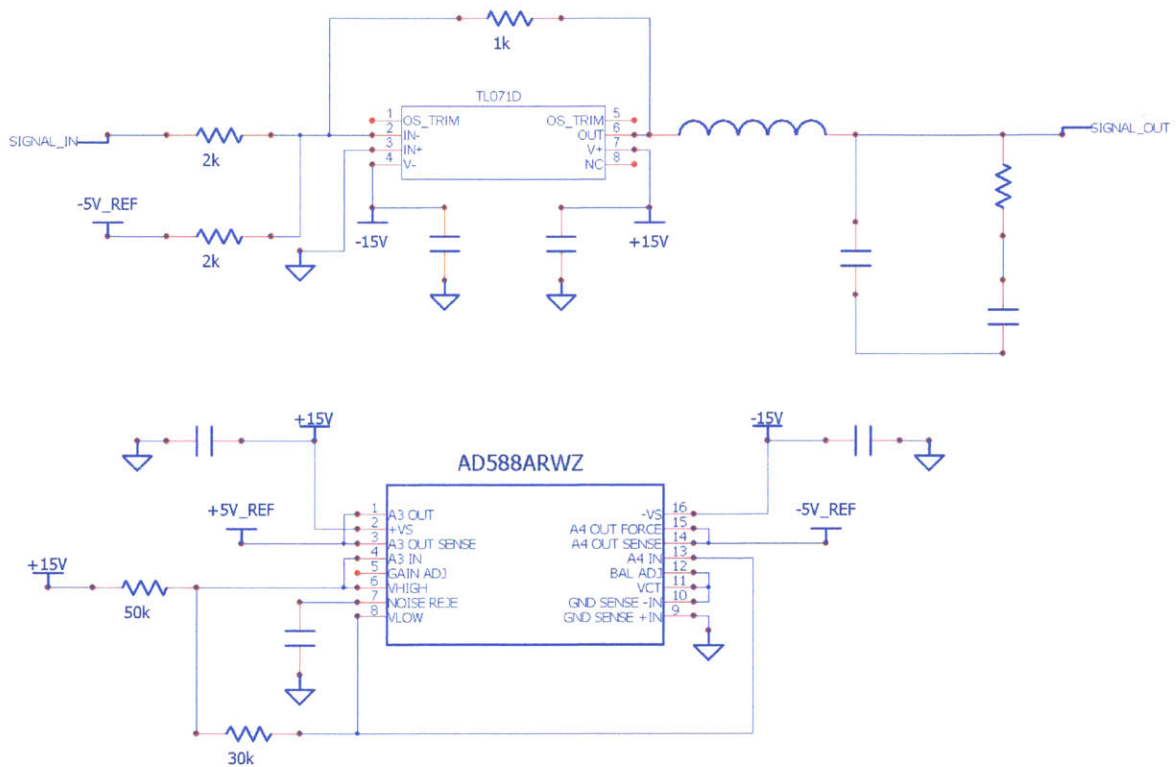 1k
TL071D
1 OS_TRIM OS_TRIM 5
2 IN- OUT 6
3 IN+ V+ 7
4 V- NC 8
SIGNAL_IN
2k
SIGNAL_OUT
-5V_REF
2k
-15V
+15V
+15V
-15V
AD588ARWZ
1 A3 OUT -VS 16
2 +VS A4 OUT FORCE 15
3 A3 OUT SENSE A4 OUT SENSE 14
4 A3 IN A4 IN 13
5 GAIN ADJ BAL ADJ 12
6 VHIGH VCT 11
7 NOISE REJE GND SENSE -IN 10
8 VLOW GND SENSE +IN 9
+5V_REF
-5V_REF
+15V
50k
30k